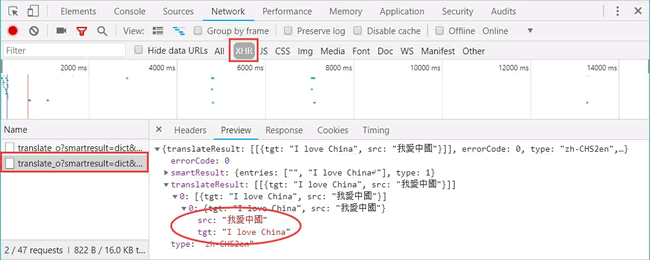 Elements Console Sources Network Performance Memory Application Security Audits
View: Group by frame Preserve log Disable cache Offline Online
Filter Hide data URLs All XHR JS CSS Img Media Font Doc WS Manifest Other
2000 ms 4000 ms 6000 ms 8000 ms 10000 ms 12000 ms 14000 ms
Name Headers Preview Response Cookies Timing
translate_o?smartresult=dict&...
translate_o?smartresult=dict&...
{translateResult: [[{tgt: "I love China", src: "我愛中國"}]], errorCode: 0, type: "zh-CHS2en",…}
errorCode: 0
smartResult: {entries: ["", "I love China↵"], type: 1}
translateResult: [[{tgt: "I love China", src: "我愛中國"}]]
0: [{tgt: "I love China", src: "我愛中國"}]
0: {tgt: "I love China", src: "我愛中國"}
src: "我愛中國"
tgt: "I love China"
type: "zh-CHS2en"
2 / 47 requests | 822 B / 16.0 KB t...